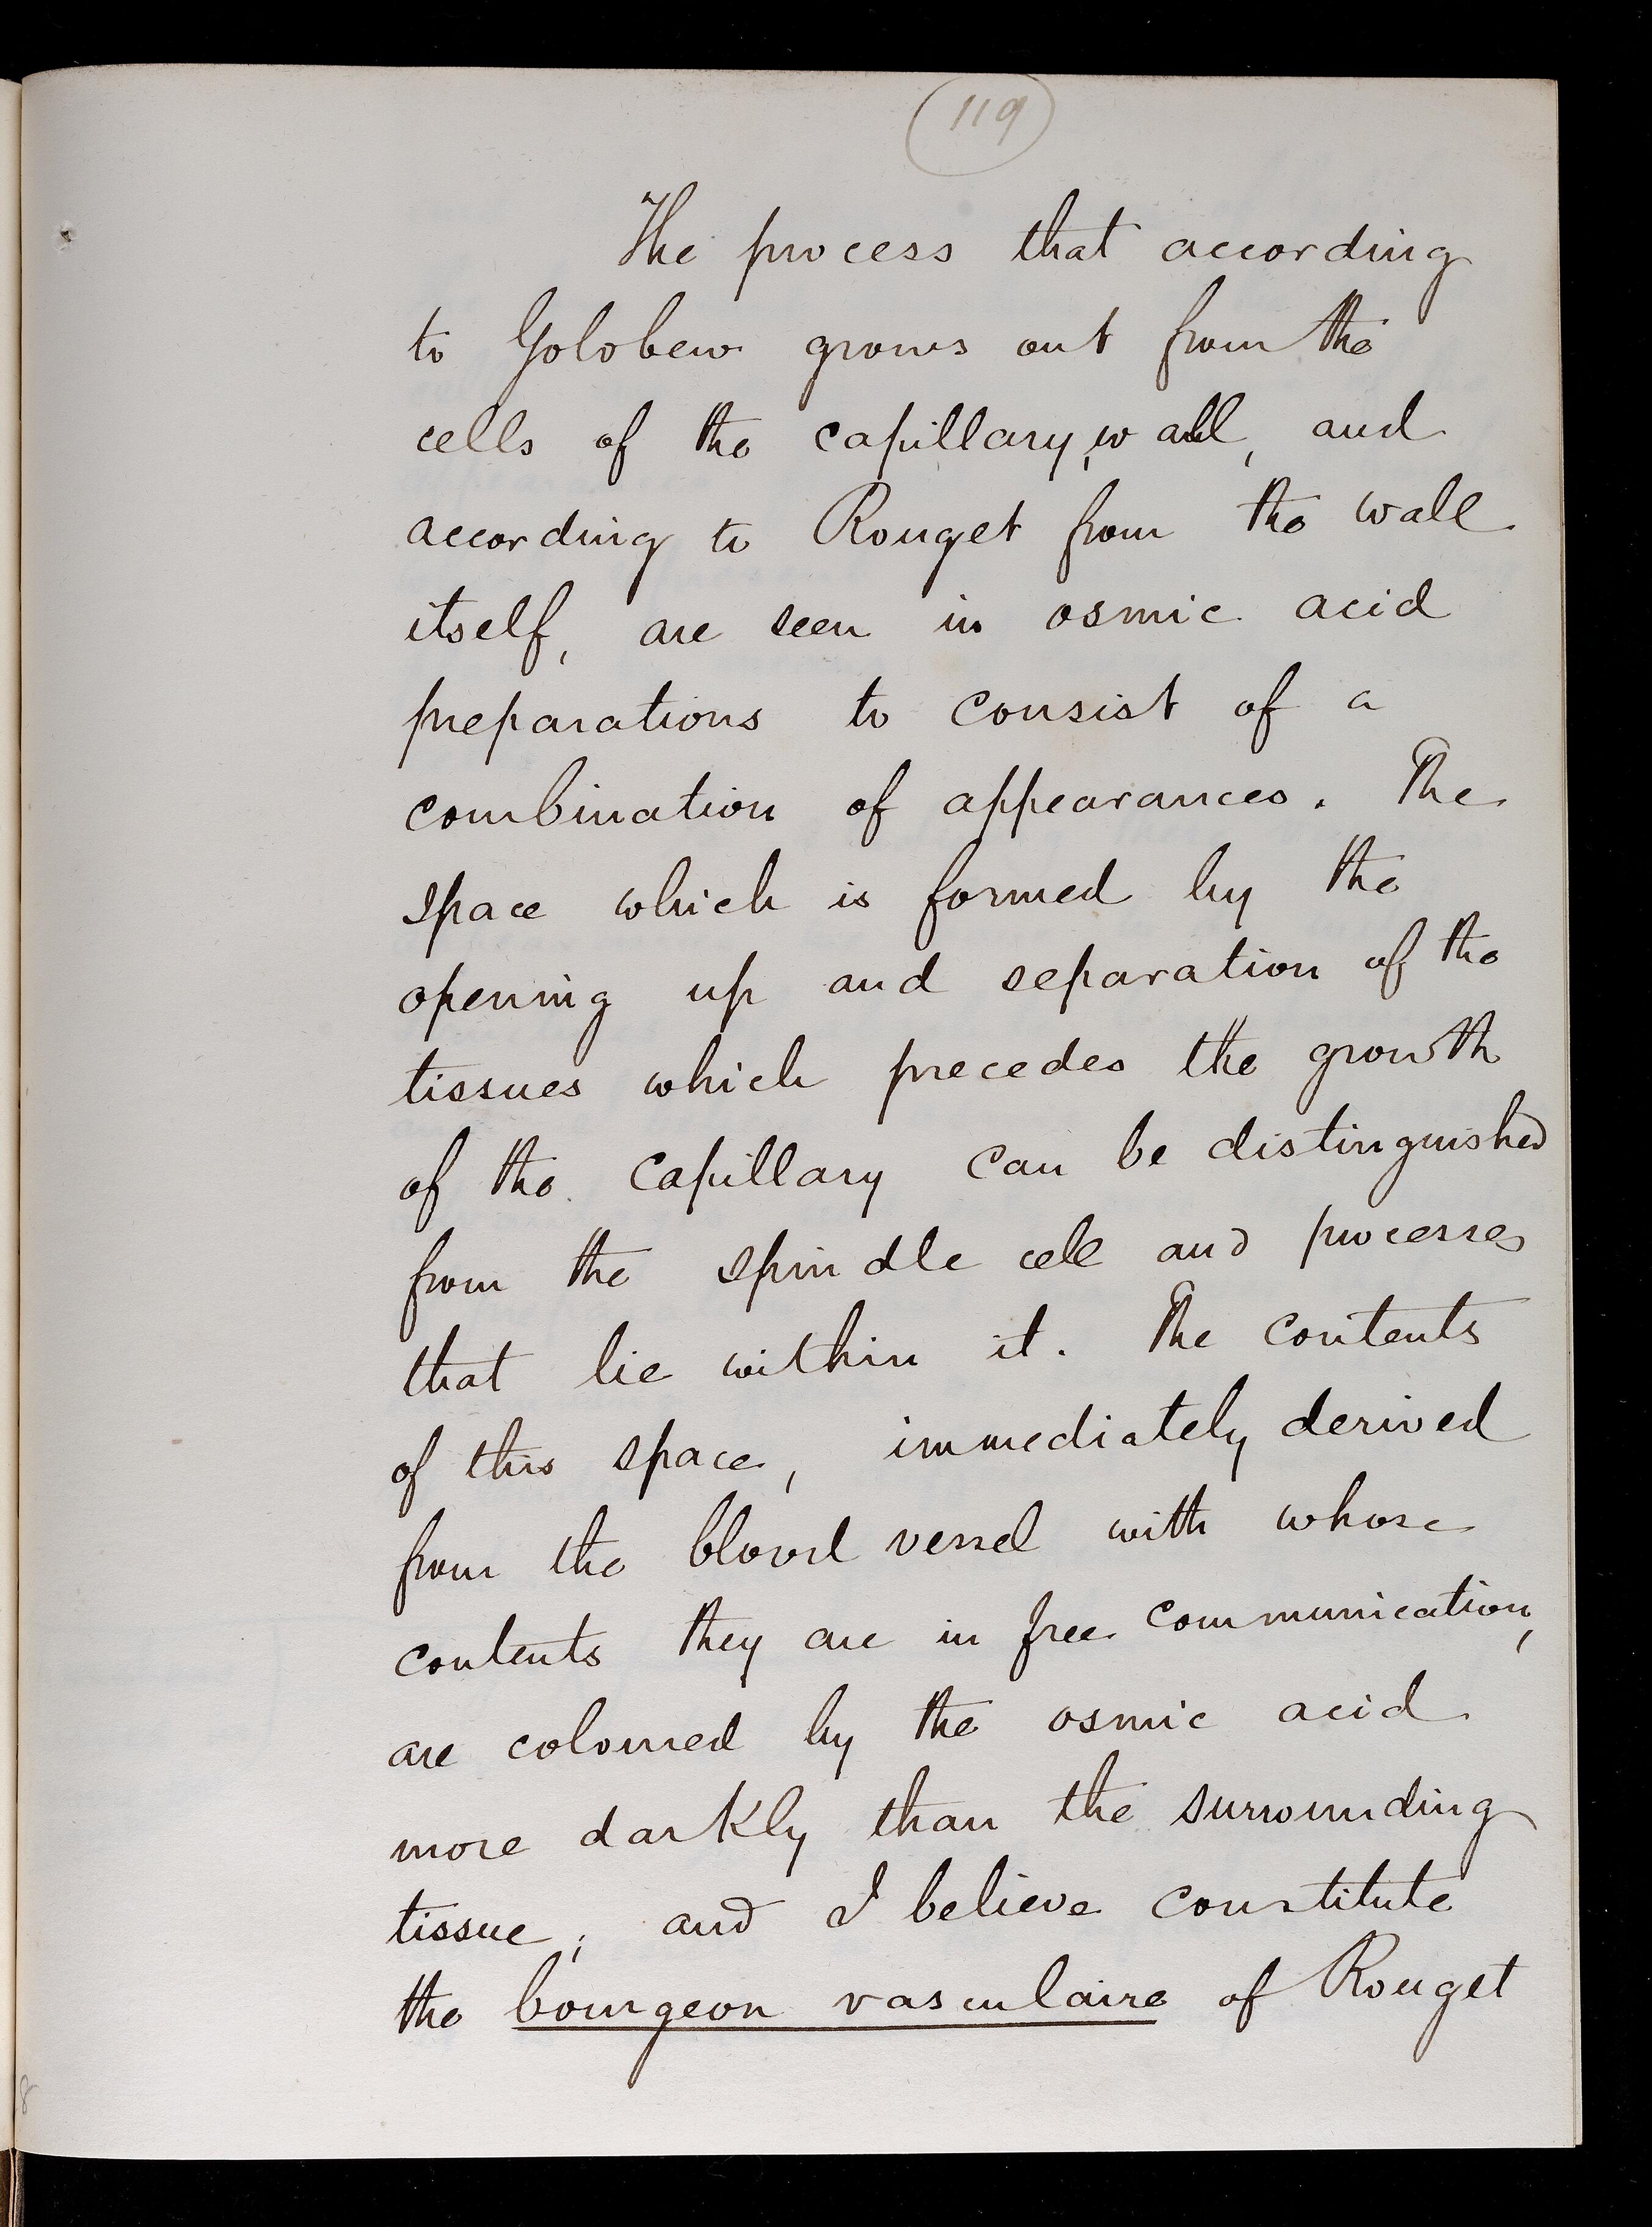 119
The process that according
to Golobew grows out from the
cells of the capillary, wall, and
according to Rouget from the wall
itself, are seen in osmic acid
preparations to consist of a
combination of appearances. The
space which is formed by the
opening up and separation of the
tissues which precedes the growth
of the capillary can be distinguished
from the spindle cell and processes
that lie within it. The contents
of this space, immediately derived
from the blood vessel with whose
contents they are in free communication,
are coloured by the osmic acid
more darkly than the surrounding
tissue; and I believe constitute
the bourgeon vasculaire of Rouget